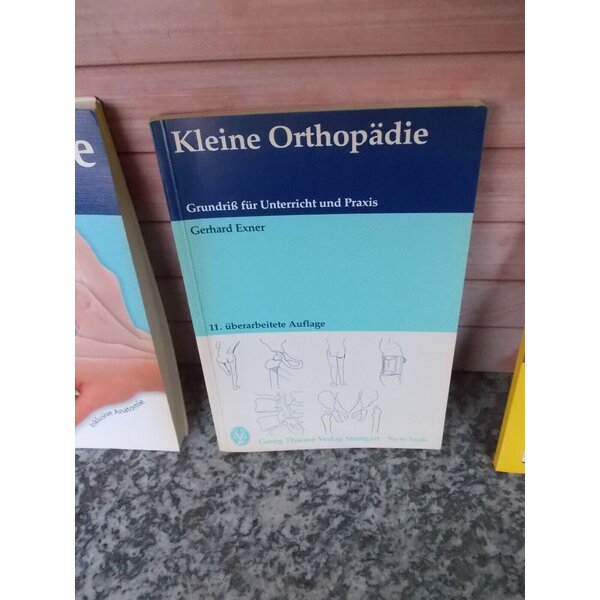 e
Inklusive Anatomie
Kleine Orthopädie
Grundriß für Unterricht und Praxis
Gerhard Exner
11. überarbeitete Auflage
Georg Thieme Verlag Stuttgart · New York